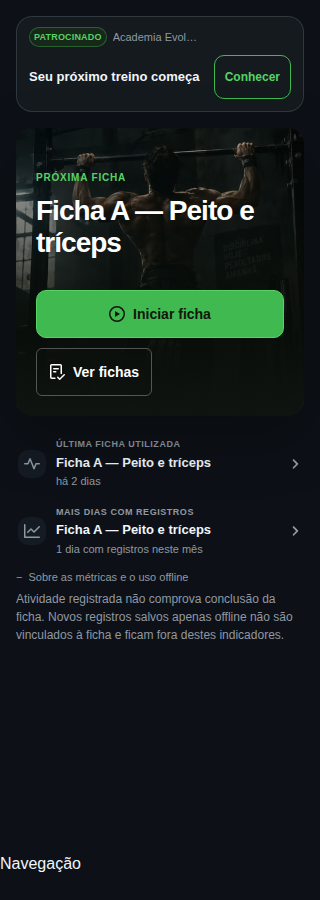 PATROCINADO Academia Evol…
Seu próximo treino começa
Conhecer
PRÓXIMA FICHA
Ficha A — Peito e
tríceps
Iniciar ficha
Ver fichas
ÚLTIMA FICHA UTILIZADA
Ficha A — Peito e tríceps
há 2 dias
MAIS DIAS COM REGISTROS
Ficha A — Peito e tríceps
1 dia com registros neste mês
− Sobre as métricas e o uso offline
Atividade registrada não comprova conclusão da
ficha. Novos registros salvos apenas offline não são
vinculados à ficha e ficam fora destes indicadores.
Navegação